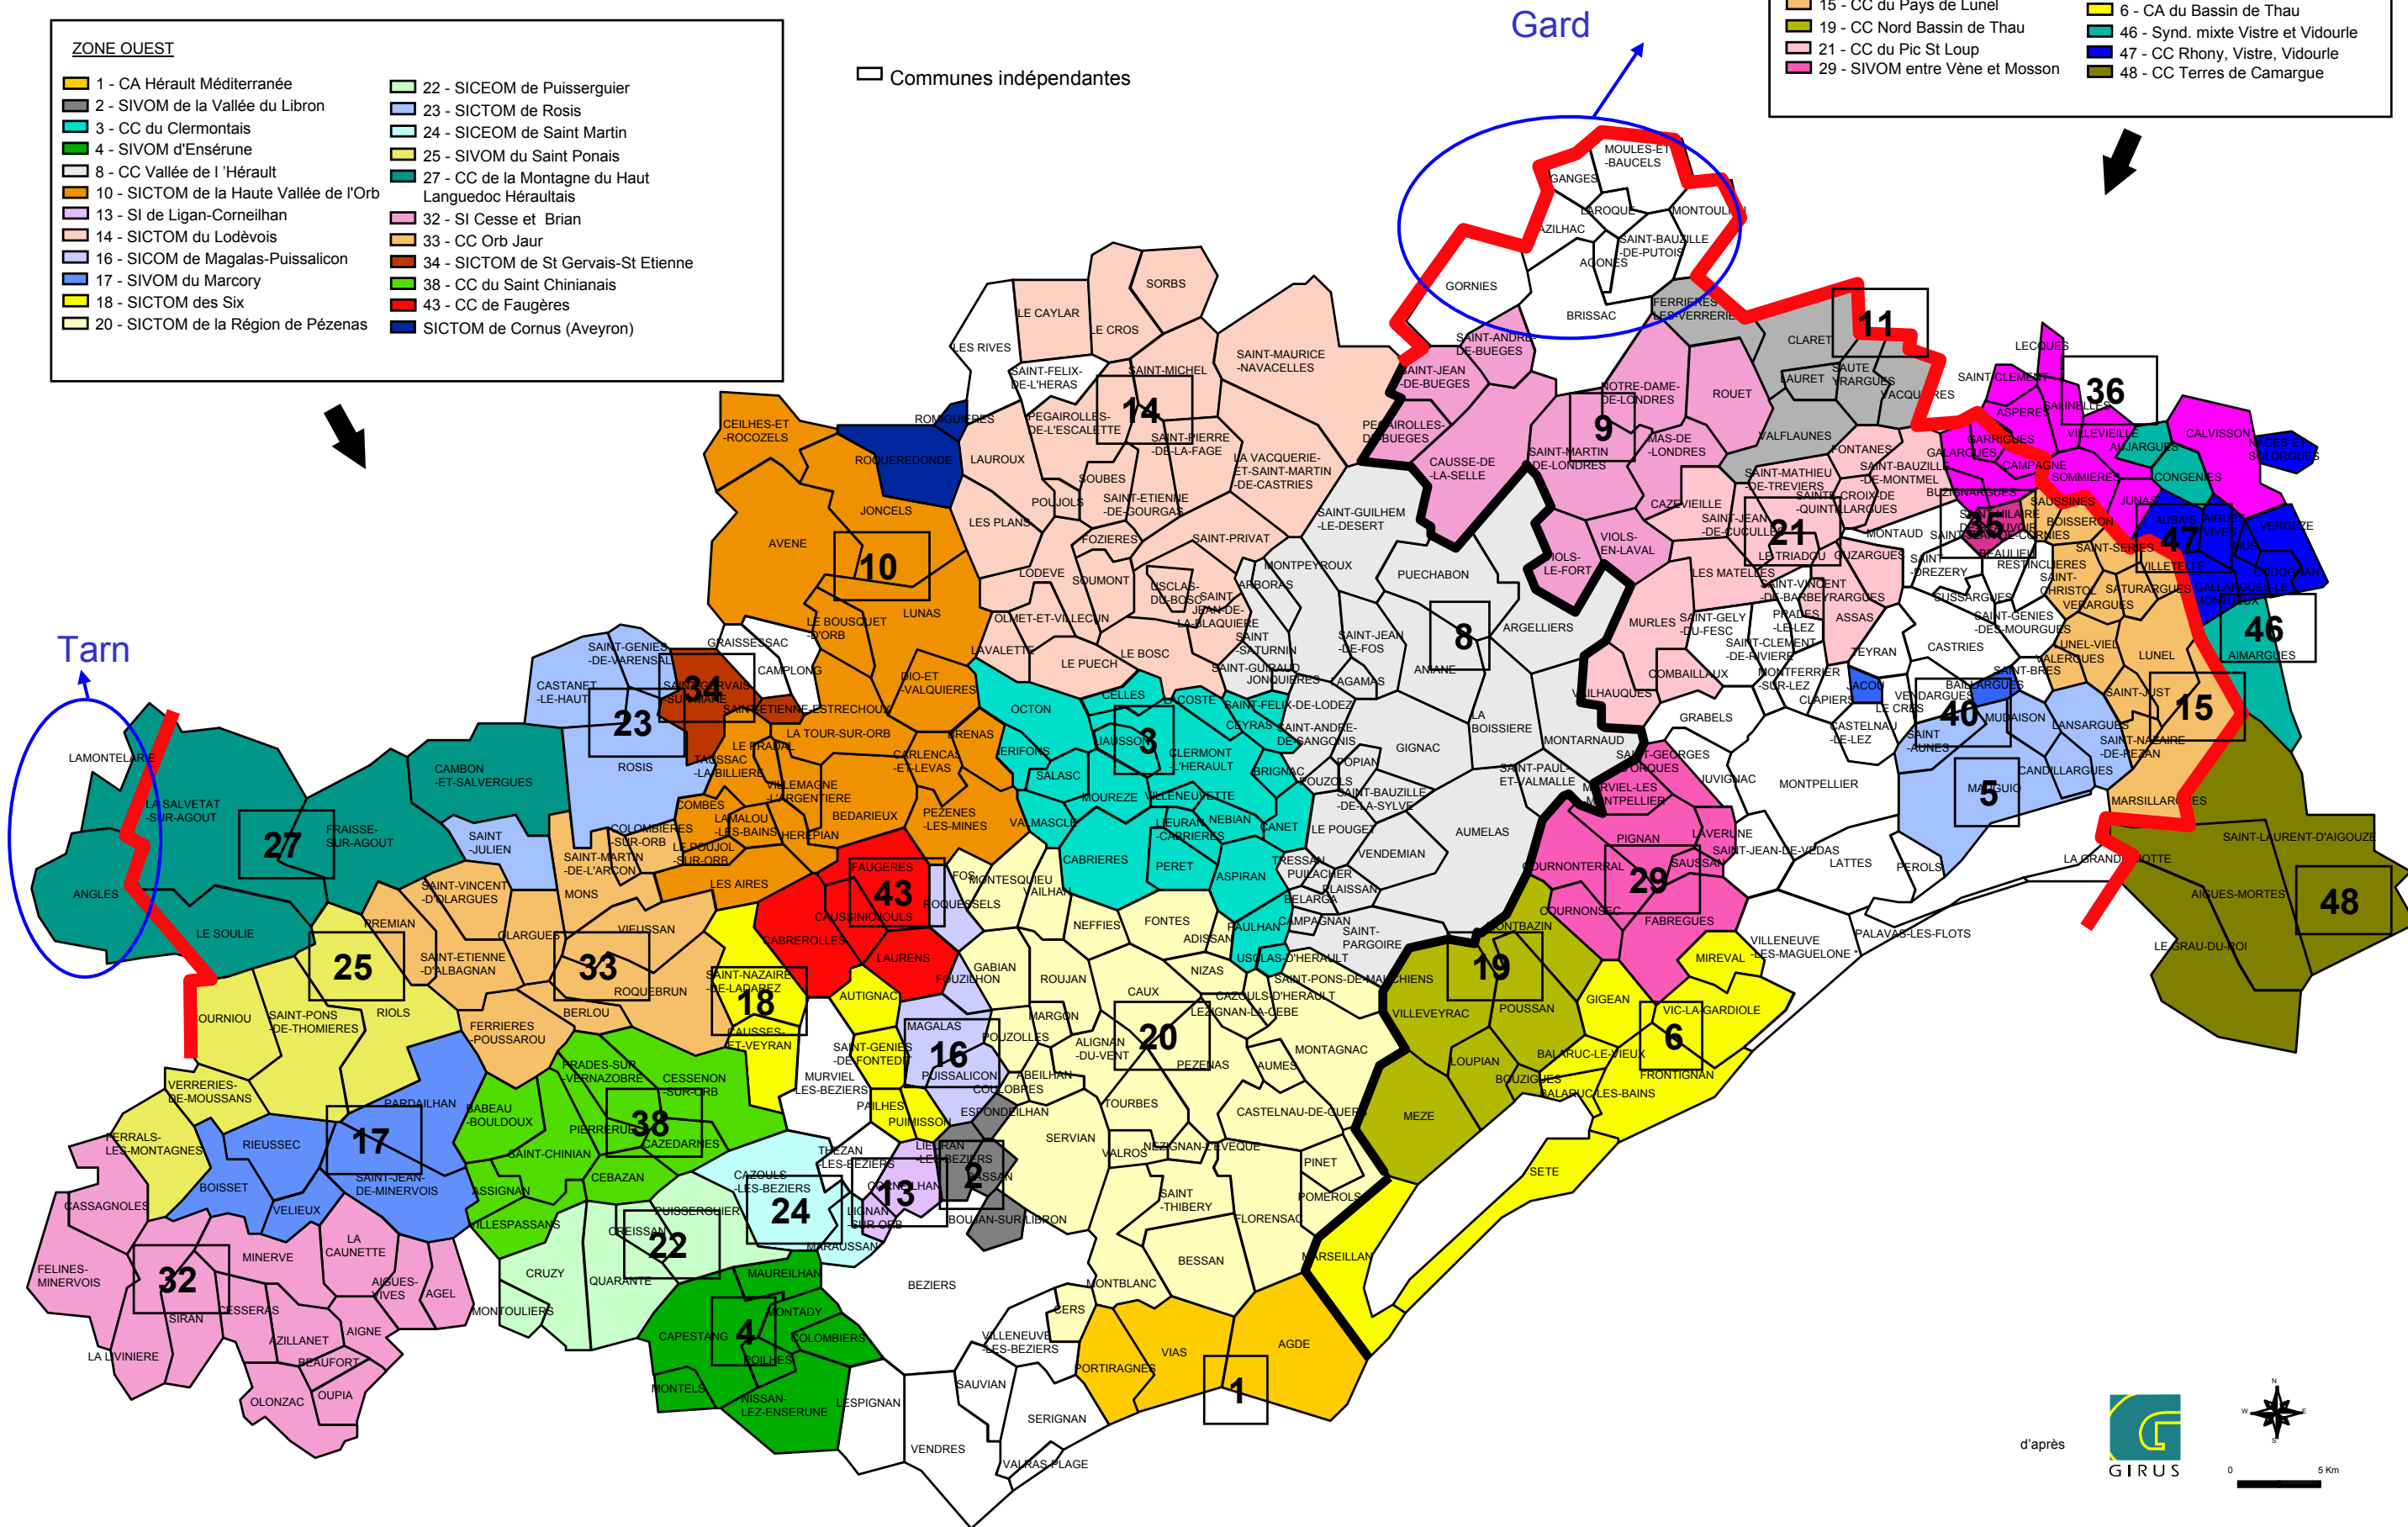 ZONE OUEST
1 - CA Hérault Méditerranée
2 - SIVOM de la Vallée du Libron
3 - CC du Clermontais
4 - SIVOM d'Ensérune
8 - CC Vallée de l 'Hérault
10 - SICTOM de la Haute Vallée de l'Orb
13 - SI de Ligan-Corneilhan
14 - SICTOM du Lodèvois
16 - SICOM de Magalas-Puissalicon
17 - SIVOM du Marcory
18 - SICTOM des Six
20 - SICTOM de la Région de Pézenas
22 - SICEOM de Puisserguier
23 - SICTOM de Rosis
24 - SICEOM de Saint Martin
25 - SIVOM du Saint Ponais
27 - CC de la Montagne du Haut
Languedoc Héraultais
32 - SI Cesse et Brian
33 - CC Orb Jaur
34 - SICTOM de St Gervais-St Etienne
38 - CC du Saint Chinianais
43 - CC de Faugères
SICTOM de Cornus (Aveyron)
Communes indépendantes
Gard
15 - CC du Pays de Lunel
19 - CC Nord Bassin de Thau
21 - CC du Pic St Loup
29 - SIVOM entre Vène et Mosson
6 - CA du Bassin de Thau
46 - Synd. mixte Vistre et Vidourle
47 - CC Rhony, Vistre, Vidourle
48 - CC Terres de Camargue
MOULES-ET
-BAUCELS
GANGES
LAROQUE
AZILHAC
SAINT-BAUZILLE
-DE-PUTOIS
AGONES
GORNIES
BRISSAC
FERRIERES
CLARET
11
LAURET
SAUTE
YRARGUES
VALFLAUNES
SORBS
LE CAYLAR
LE CROS
LES RIVES
SAINT-FELIX-
DE-L'HERAS
SAINT-MICHEL
SAINT-MAURICE
-NAVACELLES
14
PEGAIROLLES-
DE-L'ESCALETTE
SAINT-PIERRE
-DE-LA-FAGE
LA VACQUERIE-
ET-SAINT-MARTIN
-DE-CASTRIES
LAUROUX
SOUBES
POUJOLS
SAINT-ETIENNE
-DE-GOURGAS
LES PLANS
FOZIERES
SAINT-PRIVAT
LODEVE
SOUMONT
USCLAS-
DU-BOSC
SAINT-
JEAN-DE-
LA-BLAQUIERE
OLMET-ET-VILLECUN
LAVALETTE
LE PUECH
LE BOSC
ROMIGUIERES
ROQUEREDONDE
CEILHES-ET
-ROCOZELS
JONCELS
AVENE
10
LUNAS
LE BOUSQUET
-D'ORB
GRAISSESSAC
CAMPLONG
DIO-ET
-VALQUIERES
SAINT-ANDRE-
DE-BUEGES
SAINT-JEAN
-DE-BUEGES
PEGAIROLLES-
DE-BUEGES
CAUSSE-DE
-LA-SELLE
NOTRE-DAME-
DE-LONDRES
ROUET
9
SAINT-MARTIN
-DE-LONDRES
MAS-DE
-LONDRES
CAZEVIEILLE
VIOLS-
EN-LAVAL
VIOLS-
LE-FORT
LECQUES
SAINT-CLEMENT
36
ASPERES
SALINELLES
GARRIGUES
VILLEVIEILLE
AUJARGUES
CALVISSON
NAGES-ET
SOLORGUES
GALARGUES
CAMPAGNE
SOMMIERES
CONGENIES
JUNAS
BUZIGNARGUES
SAUSSINES
BOISSERON
AUBAIS
47
VERGEZE
FONTANES
SAINT-BAUZILLE
-DE-MONTMEL
SAINT-MATHIEU
-DE-TREVIERS
SAINTE-CROIX-DE
-QUINTILLARGUES
21
SAINT-JEAN
-DE-CUCULLES
LE TRIADOU
GUZARGUES
MONTAUD
35
BEAULIEU
RESTINCLIERES
SAINT
-DREZERY
SUSSARGUES
SAINT-
CHRISTOL
SAINT-SERIES
VILLETELLE
SATURARGUES
VERARGUES
LES MATELLES
SAINT-VINCENT
-DE-BARBEYRARGUES
PRADES
-LE-LEZ
ASSAS
MURLES
SAINT-GELY
-DU-FESC
SAINT-CLEMENT
-DE-RIVIERE
TEYRAN
SAINT-GENIES
-DES-MOURGUES
CASTRIES
46
AIMARGUES
LUNEL-VIEL
LUNEL
VALERGUES
SAINT-BRES
BAILLARGUES
JACOU
VENDARGUES
LE CRES
40
MUDAISON
LANSARGUES
SAINT-JUST
15
SAINT-NAZAIRE
-DE-PEZAN
VAILHAUQUES
COMBAILLAUX
MONTFERRIER
-SUR-LEZ
CLAPIERS
CASTELNAU
-LE-LEZ
GRABELS
MONTPELLIER
JUVIGNAC
SAINT
-AUNES
5
MAUGUIO
CANDILLARGUES
MARSILLARGUES
SAINT-LAURENT-D'AIGOUZE
AIGUES-MORTES
48
LE GRAU-DU-ROI
PEROLS
LATTES
SAINT-JEAN-DE-VEDAS
PALAVAS-LES-FLOTS
VILLENEUVE
-LES-MAGUELONE
SAINT-GUILHEM
-LE-DESERT
PUECHABON
MONTPEYROUX
ARBORAS
ARGELLIERS
8
ANIANE
SAINT-JEAN
-DE-FOS
SAINT
-SATURNIN
SAINT-GUIRAUD
JONQUIERES
LAGAMAS
LA
BOISSIERE
MONTARNAUD
GIGNAC
SAINT-ANDRE-
DE-SANGONIS
POPIAN
POUZOLS
SAINT-BAUZILLE
-DE-LA-SYLVE
SAINT-PAUL-
ET-VALMALLE
LE POUGET
VENDEMIAN
AUMELAS
TRESSAN
PUILACHER
PLAISSAN
BELARGA
CAMPAGNAN
SAINT-
PARGOIRE
OCTON
CELLES
LACOSTE
SAINT-FELIX-DE-LODEZ
CEYRAS
LIAUSSON
3
CLERMONT
-L'HERAULT
BRIGNAC
SALASC
MOUREZE
VILLENEUVETTE
VALMASCLE
LIEURAN
-CABRIERES
NEBIAN
CANET
CABRIERES
PERET
ASPIRAN
PAULHAN
USCLAS-D'HERAULT
SAINT-GEORGES
D'ORQUES
MURVIEL-LES
MONTPELLIER
PIGNAN
LAVERUNE
COURNONTERRAL
29
SAUSSAN
COURNONSEC
FABREGUES
MONTBAZIN
19
VILLEVEYRAC
POUSSAN
LOUPIAN
BOUZIGUES
MEZE
GIGEAN
MIREVAL
VIC-LA-GARDIOLE
6
BALARUC-LE-VIEUX
FRONTIGNAN
BALARUC-LES-BAINS
SETE
MARSEILLAN
Tarn
LAMONTELARIE
LA SALVETAT
-SUR-AGOUT
CAMBON
-ET-SALVERGUES
27
FRAISSE-
SUR-AGOUT
ANGLES
LE SOULIE
SAINT-GENIES
-DE-VARENSAL
CASTANET
-LE-HAUT
23
ROSIS
SAINT
-JULIEN
34
SAINT-GERVAIS
-SUR-MARE
SAINT-ETIENNE-ESTRECHOUX
LE PRADAL
TAUSSAC
-LA-BILLIERE
LA TOUR-SUR-ORB
CARLENCAS
-ET-LEVAS
BRENAS
VILLEMAGNE
-L'ARGENTIERE
COMBES
LAMALOU
-LES-BAINS
HEREPIAN
BEDARIEUX
PEZENES
-LES-MINES
COLOMBIERES
-SUR-ORB
LE POUJOL
-SUR-ORB
LES AIRES
SAINT-MARTIN
-DE-L'ARCON
MONS
SAINT-VINCENT
-D'OLARGUES
PREMIAN
OLARGUES
VIEUSSAN
33
SAINT-ETIENNE
-D'ALBAGNAN
ROQUEBRUN
BERLOU
FERRIERES
-POUSSAROU
25
COURNIOU
SAINT-PONS
-DE-THOMIERES
RIOLS
VERRERIES-
DE-MOUSSANS
FERRALS-
LES-MONTAGNES
FAUGERES
43
CAUSSINIOJOULS
CABREROLLES
LAURENS
SAINT-NAZAIRE
-DE-LADAREZ
18
AUTIGNAC
CAUSSES-
ET-VEYRAN
SAINT-GENIES
-DE-FONTEDIT
MURVIEL
LES-BEZIERS
PAILHES
PUIMISSON
FOS
MONTESQUIEU
ROQUESSELS
VAILHAN
FOUZILHON
GABIAN
NEFFIES
FONTES
ADISSAN
ROUJAN
NIZAS
CAUX
SAINT-PONS-DE-MAUCHIENS
CAZOULS-D'HERAULT
LEZIGNAN-LA-CEBE
MAGALAS
16
PUISSALICON
MARGON
POUZOLLES
20
ALIGNAN
-DU-VENT
PEZENAS
MONTAGNAC
AUMES
ABEILHAN
COULOBRES
ESPONDEILHAN
TOURBES
CASTELNAU-DE-GUERS
SERVIAN
VALROS
NEZIGNAN-L'EVEQUE
PINET
POMEROLS
SAINT
-THIBERY
FLORENSAC
BESSAN
MONTBLANC
CERS
PRADES-SUR
-VERNAZOBRE
CESSENON
-SUR-ORB
38
BABEAU
-BOULDOUX
PIERRERUE
CAZEDARNES
SAINT-CHINIAN
CEBAZAN
ASSIGNAN
VILLESPASSANS
PARDAILHAN
17
RIEUSSEC
BOISSET
VELIEUX
SAINT-JEAN-
DE-MINERVOIS
CASSAGNOLES
FELINES-
MINERVOIS
32
MINERVE
LA
CAUNETTE
SIRAN
CESSERAS
AIGUES-
VIVES
AGEL
AZILLANET
AIGNE
LA LIVINIERE
BEAUFORT
OLONZAC
OUPIA
CAZOULS
-LES-BEZIERS
24
MARAUSSAN
THEZAN
-LES-BEZIERS
LIEURAN
-LES-BEZIERS
CORNEILHAN
13
LIGNAN
-SUR-ORB
2
BASSAN
BOUJAN-SUR-LIBRON
PUISSERGUIER
CREISSAN
22
CRUZY
QUARANTE
MONTOULIERS
MAUREILHAN
MONTADY
CAPESTANG
4
COLOMBIERS
POILHES
MONTELS
NISSAN-
LEZ-ENSERUNE
BEZIERS
VILLENEUVE
-LES-BEZIERS
LESPIGNAN
SAUVIAN
SERIGNAN
VENDRES
VALRAS-PLAGE
PORTIRAGNES
VIAS
AGDE
1
d'après
GIRUS
N
W
E
S
0
5 Km